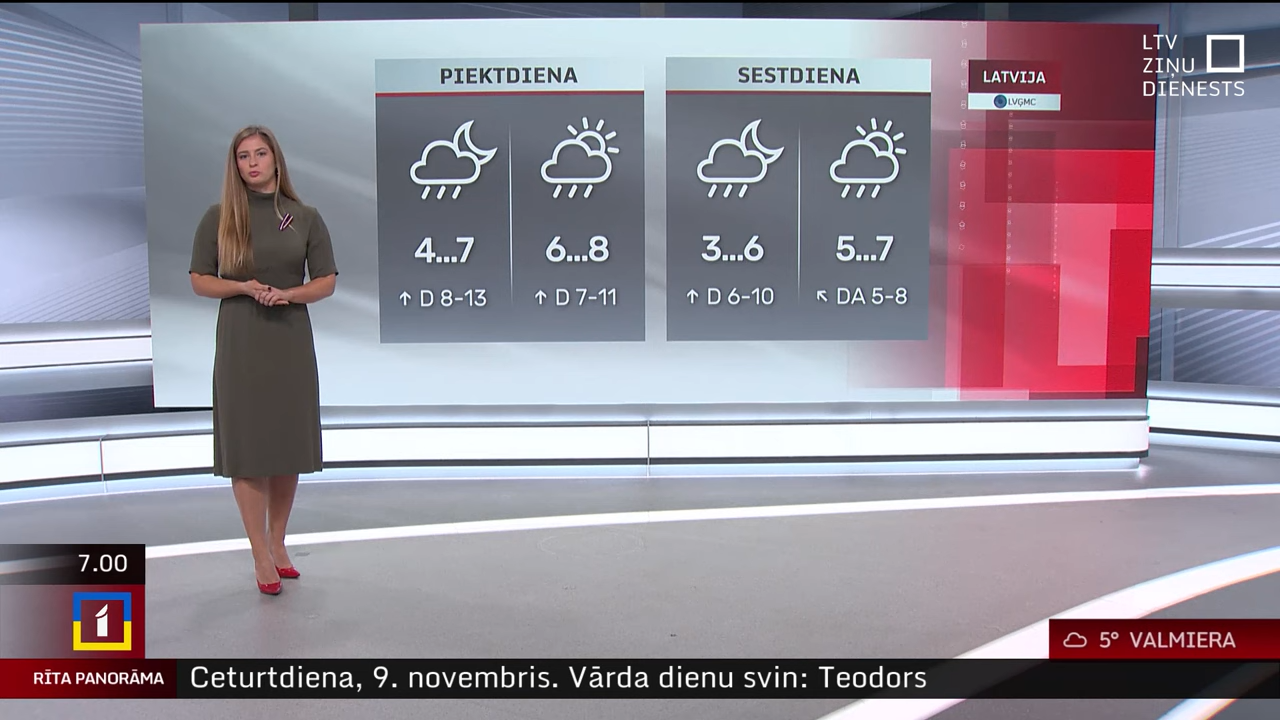 LTV
ZIŅU
DIENESTS
PIEKTDIENA
SESTDIENA
LATVIJA
LVĢMC
4...7
6...8
3...6
5...7
↑ D 8-13
↑ D 7-11
↑ D 6-10
↖ DA 5-8
7.00
1
5° VALMIERA
RĪTA PANORĀMA
Ceturtdiena, 9. novembris. Vārda dienu svin: Teodors